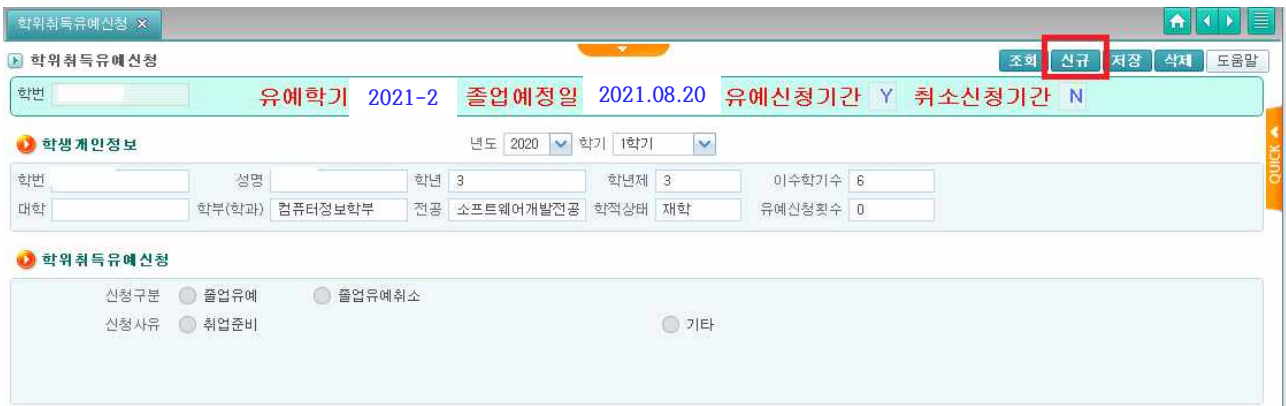 학위취득유예신청
학위취득유예신청 조회 신규 저장 삭제 도움말
학번 유예학기 2021-2 졸업예정일 2021.08.20 유예신청기간 Y 취소신청기간 N
학생개인정보 년도 2020 학기 1학기
학번 성명 학년 3 학년제 3 이수학기수 6
대학 학부(학과) 컴퓨터정보학부 전공 소프트웨어개발전공 학적상태 재학 유예신청횟수 0
QUICK
학위취득유예신청
신청구분 졸업유예 졸업유예취소
신청사유 취업준비 기타